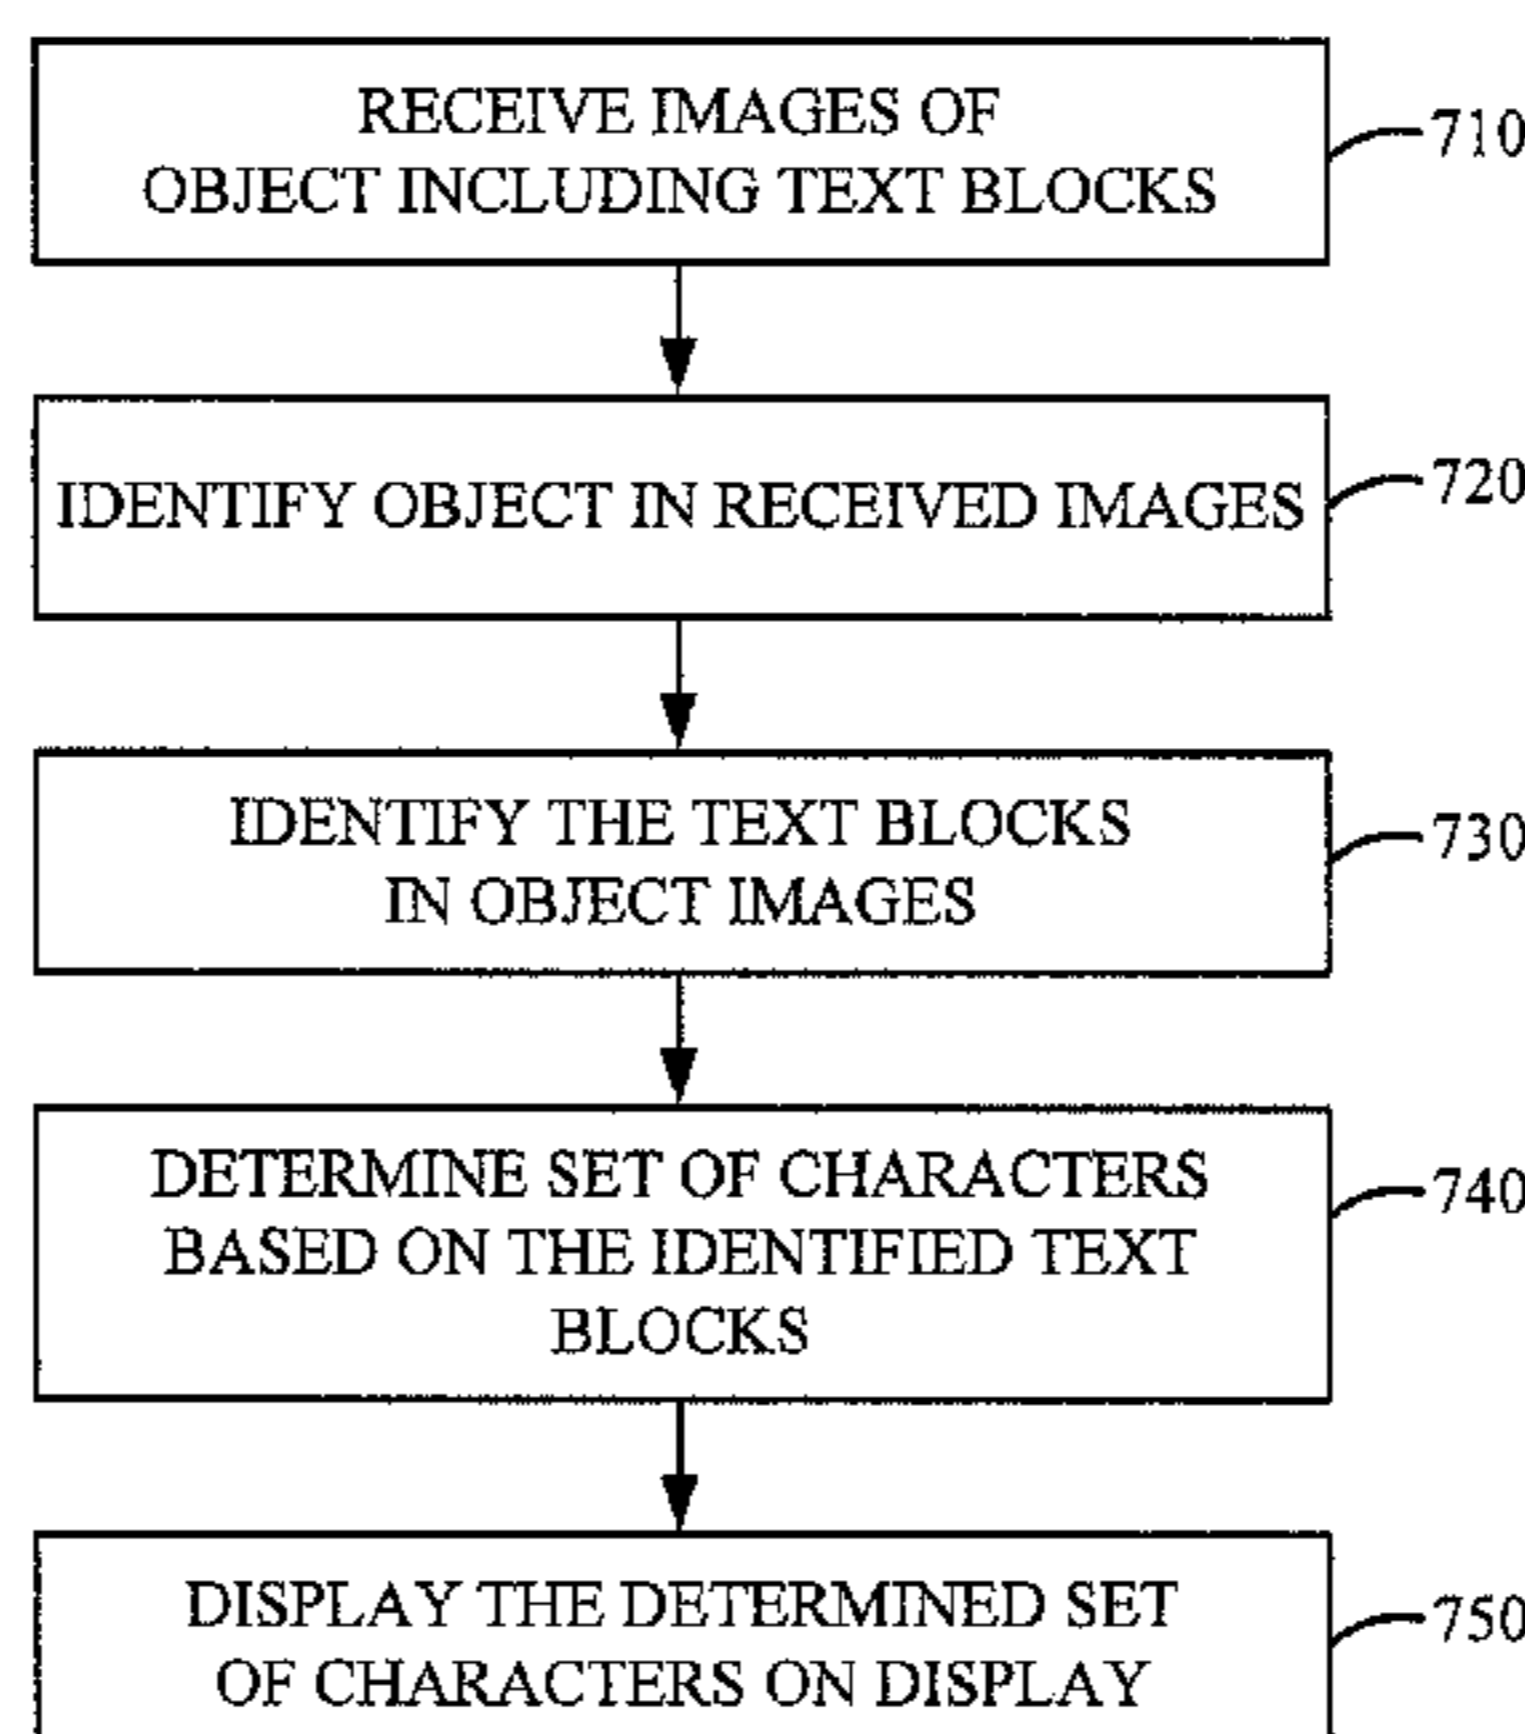 RECEIVE IMAGES OF
OBJECT INCLUDING TEXT BLOCKS
710
IDENTIFY OBJECT IN RECEIVED IMAGES
720
IDENTIFY THE TEXT BLOCKS
IN OBJECT IMAGES
730
DETERMINE SET OF CHARACTERS
BASED ON THE IDENTIFIED TEXT
BLOCKS
740
DISPLAY THE DETERMINED SET
OF CHARACTERS ON DISPLAY
750